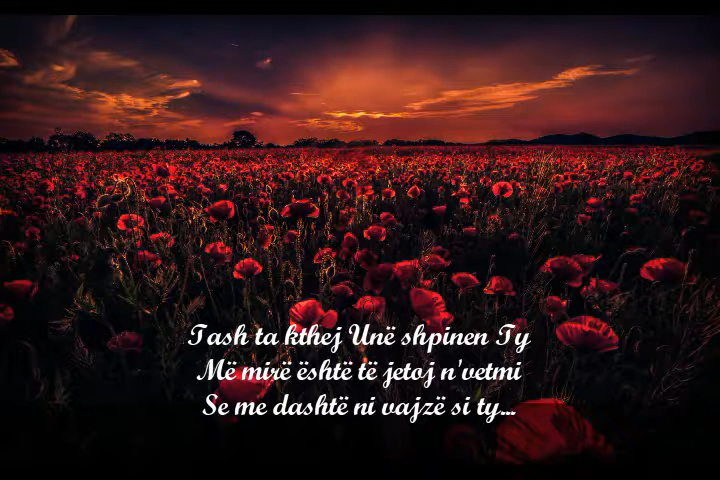 Tash ta kthej Unë shpinen Ty
Më mirë është të jetoj n'vetmi
Se me dashtë ni vajzë si ty...